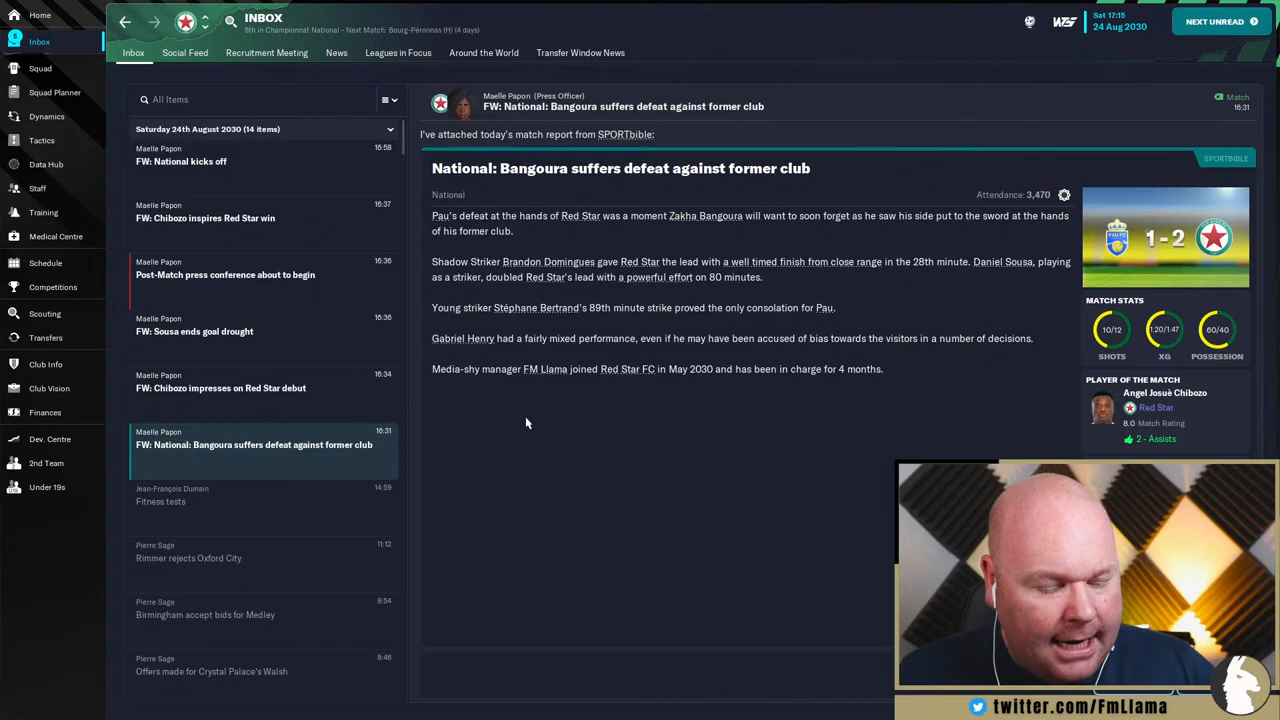 Home
Inbox
Squad
Squad Planner
Dynamics
Tactics
Data Hub
Staff
Training
Medical Centre
Schedule
Competitions
Scouting
Transfers
Club Info
Club Vision
Finances
Dev. Centre
2nd Team
Under 19s
INBOX
5th in Championnat National - Next Match: Bourg-Péronnas (H) (4 days)
Sat 17:15
24 Aug 2030
NEXT UNREAD
Inbox Social Feed Recruitment Meeting News Leagues in Focus Around the World Transfer Window News
All Items
Saturday 24th August 2030 (14 items)
Maelle Papon 16:58
FW: National kicks off
Maelle Papon 16:37
FW: Chibozo inspires Red Star win
Maelle Papon 16:36
Post-Match press conference about to begin
Maelle Papon 16:36
FW: Sousa ends goal drought
Maelle Papon 16:34
FW: Chibozo impresses on Red Star debut
Maelle Papon 16:31
FW: National: Bangoura suffers defeat against former club
Jean-François Dumain 14:59
Fitness tests
Pierre Sage 11:12
Rimmer rejects Oxford City
Pierre Sage 8:54
Birmingham accept bids for Medley
Pierre Sage 8:46
Offers made for Crystal Palace's Walsh
Maelle Papon (Press Officer)
FW: National: Bangoura suffers defeat against former club
Match
16:31
I've attached today's match report from SPORTbible:
SPORTBIBLE
National: Bangoura suffers defeat against former club
National
Attendance: 3,470
Pau's defeat at the hands of Red Star was a moment Zakha Bangoura will want to soon forget as he saw his side put to the sword at the hands
of his former club.
Shadow Striker Brandon Domingues gave Red Star the lead with a well timed finish from close range in the 28th minute. Daniel Sousa, playing
as a striker, doubled Red Star's lead with a powerful effort on 80 minutes.
Young striker Stéphane Bertrand's 89th minute strike proved the only consolation for Pau.
Gabriel Henry had a fairly mixed performance, even if he may have been accused of bias towards the visitors in a number of decisions.
Media-shy manager FM Llama joined Red Star FC in May 2030 and has been in charge for 4 months.
PAU FC
1-2
MATCH STATS
10/12 1.20/1.47 60/40
SHOTS XG POSSESSION
PLAYER OF THE MATCH
Angel Josuè Chibozo
Red Star
8.0 Match Rating
2 - Assists
twitter.com/FmLlama